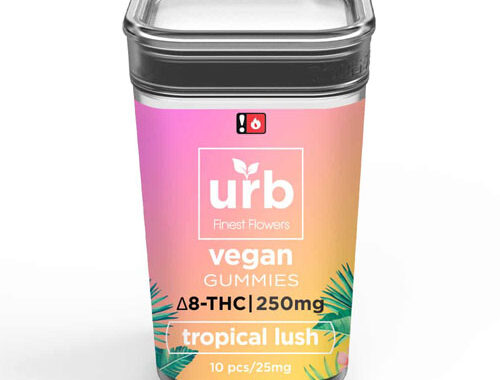 !
urb
Finest Flowers
vegan
GUMMIES
Δ8-THC|250mg
tropical lush
10 pcs/25mg